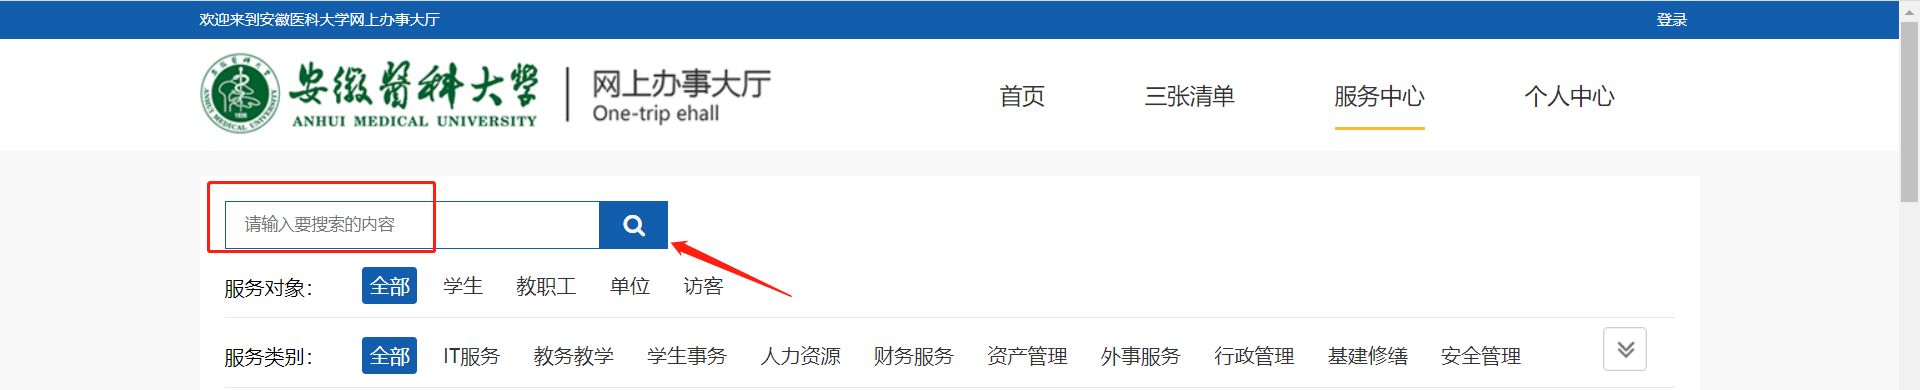 欢迎来到安徽医科大学网上办事大厅
登录
安徽医科大学
ANHUI MEDICAL UNIVERSITY
网上办事大厅
One-trip ehall
首页 三张清单 服务中心 个人中心
请输入要搜索的内容
服务对象： 全部 学生 教职工 单位 访客
服务类别： 全部 IT服务 教务教学 学生事务 人力资源 财务服务 资产管理 外事服务 行政管理 基建修缮 安全管理